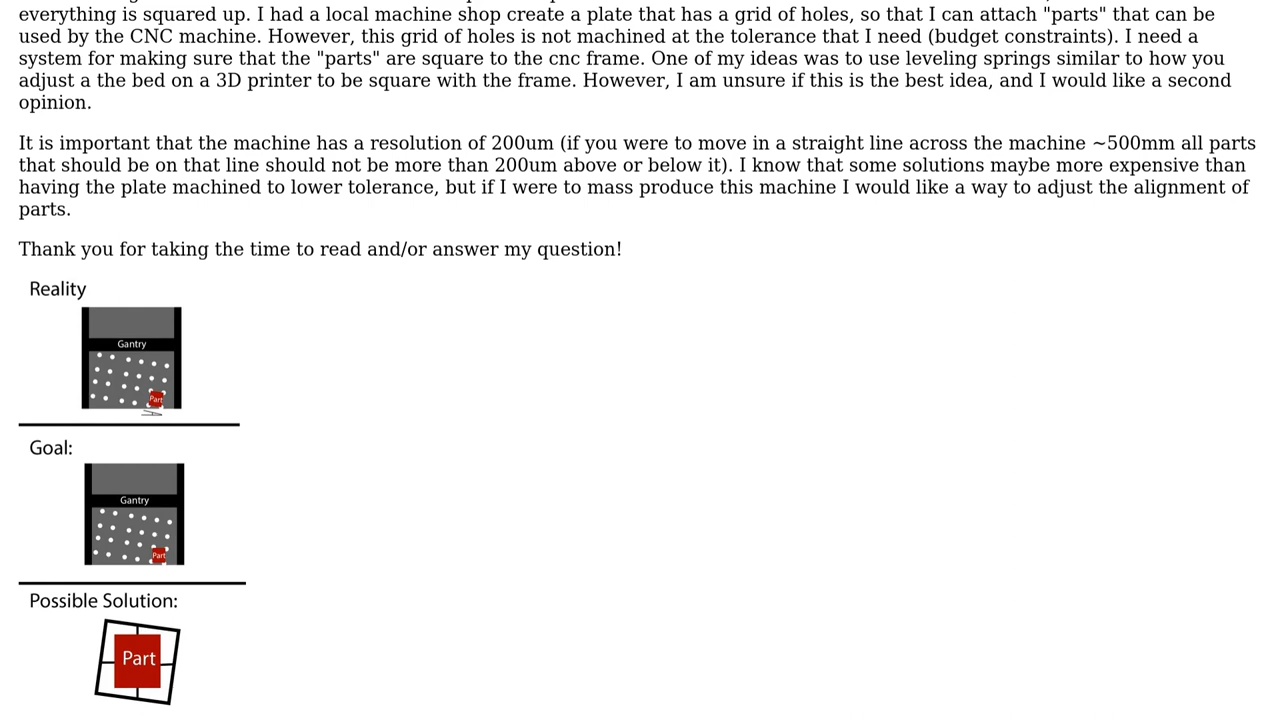 everything is squared up. I had a local machine shop create a plate that has a grid of holes, so that I can attach "parts" that can be
used by the CNC machine. However, this grid of holes is not machined at the tolerance that I need (budget constraints). I need a
system for making sure that the "parts" are square to the cnc frame. One of my ideas was to use leveling springs similar to how you
adjust a the bed on a 3D printer to be square with the frame. However, I am unsure if this is the best idea, and I would like a second
opinion.
It is important that the machine has a resolution of 200um (if you were to move in a straight line across the machine ~500mm all parts
that should be on that line should not be more than 200um above or below it). I know that some solutions maybe more expensive than
having the plate machined to lower tolerance, but if I were to mass produce this machine I would like a way to adjust the alignment of
parts.
Thank you for taking the time to read and/or answer my question!
Reality
Gantry
Part
Goal:
Gantry
Part
Possible Solution:
Part